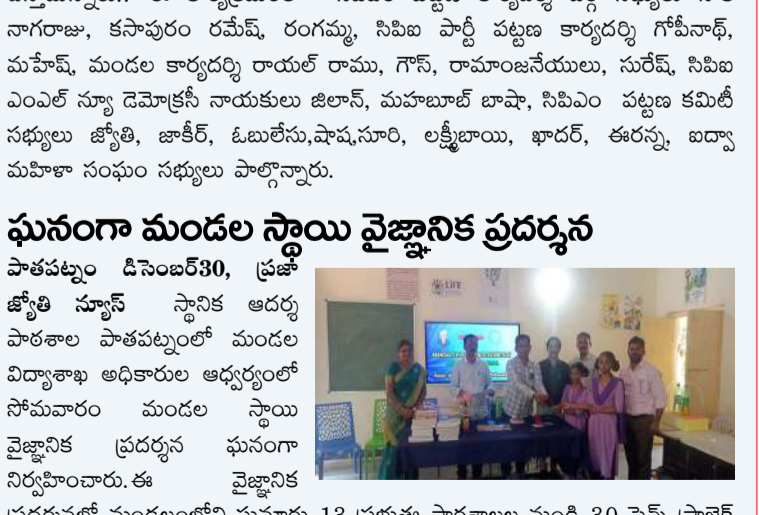 నాగరాజు, కసాపురం రమేష్, రంగమ్మ, సిపిఐ పార్టీ పట్టణ కార్యదర్శి గోపీనాథ్,
మహేష్, మండల కార్యదర్శి రాయల్ రాము, గౌస్, రామాంజనేయులు, సురేష్, సిపిఐ
ఎంఎల్ న్యూ డెమోక్రసీ నాయకులు జిలాన్, మహబూబ్ బాషా, సిపిఎం పట్టణ కమిటీ
సభ్యులు జ్యోతి, జాకీర్, ఓబులేసు,షాష,సూరి, లక్ష్మీబాయి, ఖాదర్, ఈరన్న, ఐద్వా
మహిళా సంఘం సభ్యులు పాల్గొన్నారు.
ఘనంగా మండల స్థాయి వైజ్ఞానిక ప్రదర్శన
పాతపట్నం డిసెంబర్30, ప్రజా
జ్యోతి న్యూస్ స్థానిక ఆదర్శ
పాఠశాల పాతపట్నంలో మండల
విద్యాశాఖ అధికారుల ఆధ్వర్యంలో
సోమవారం మండల స్థాయి
వైజ్ఞానిక ప్రదర్శన ఘనంగా
నిర్వహించారు.ఈ వైజ్ఞానిక
LIFE